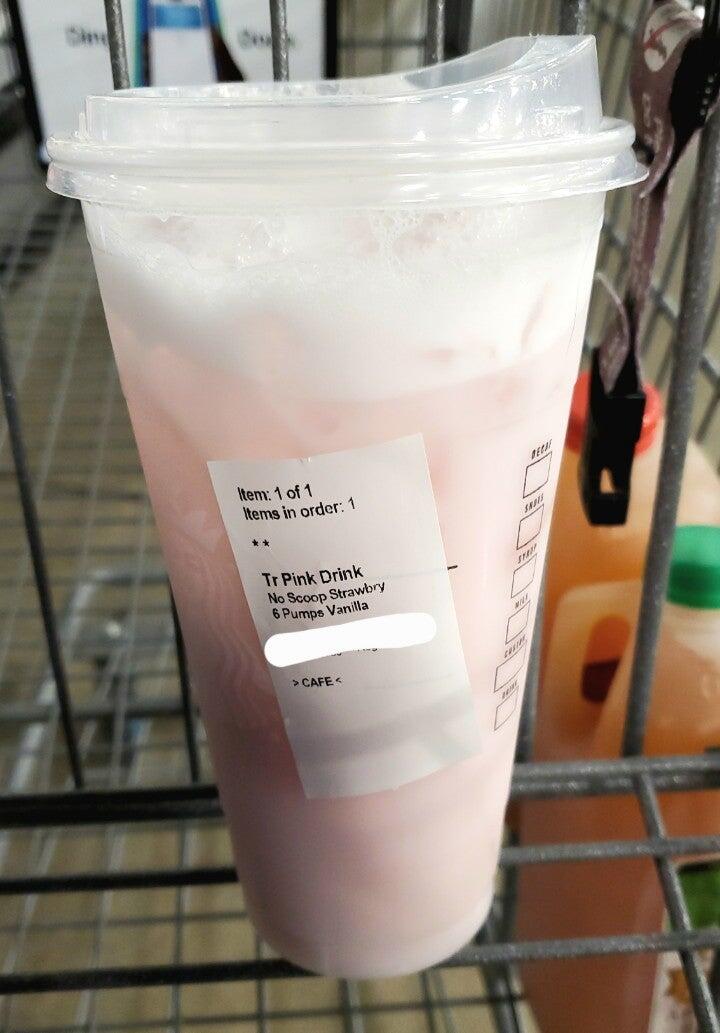 Item: 1 of 1
Items in order: 1
**
Tr Pink Drink
No Scoop Strawbry
6 Pumps Vanilla
> CAFE <
DECAF
SHOTS
SYRUP
MILK
CUSTOM
DRINK